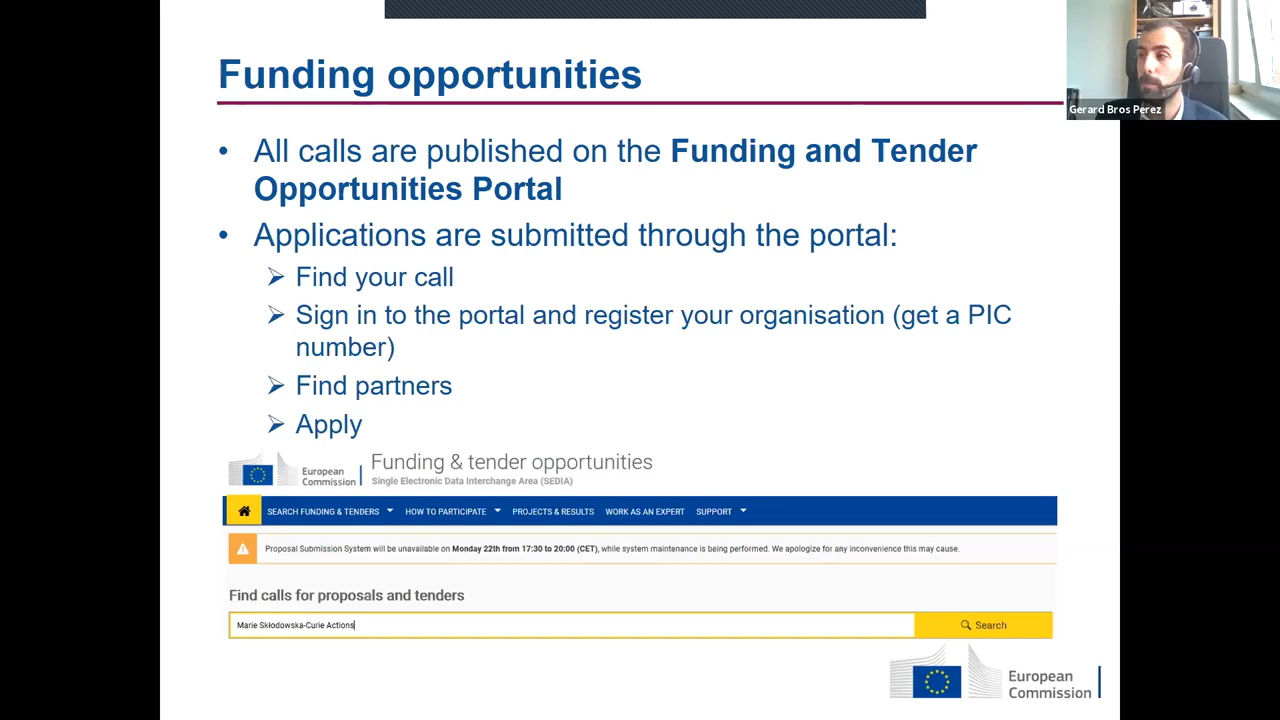 Funding opportunities
Gerard Bros Perez
• All calls are published on the Funding and Tender
Opportunities Portal
• Applications are submitted through the portal:
➢ Find your call
➢ Sign in to the portal and register your organisation (get a PIC
number)
➢ Find partners
➢ Apply
European
Commission
Funding & tender opportunities
Single Electronic Data Interchange Area (SEDIA)
SEARCH FUNDING & TENDERS HOW TO PARTICIPATE PROJECTS & RESULTS WORK AS AN EXPERT SUPPORT
Proposal Submission System will be unavailable on Monday 22th from 17:30 to 20:00 (CET), while system maintenance is being performed. We apologize for any inconvenience this may cause.
Find calls for proposals and tenders
Marie Skłodowska-Curie Actions Search
European
Commission